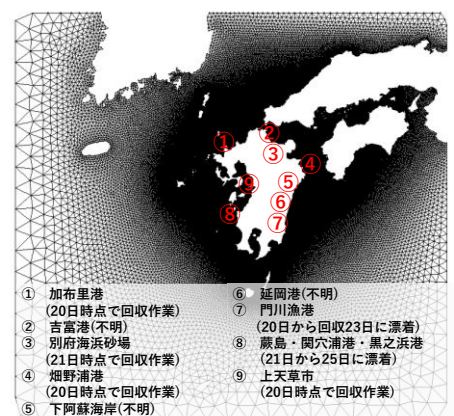 ①
②
③
④
⑤
⑥
⑦
⑧
⑨
① 加布里港
(20日時点で回収作業)
② 吉富港(不明)
③ 別府海浜砂場
(21日時点で回収作業)
④ 畑野浦港
(20日時点で回収作業)
⑤ 下阿蘇海岸(不明)
⑥ 延岡港(不明)
⑦ 門川漁港
(20日から回収23日に漂着)
⑧ 蕨島・関穴浦港・黒之浜港
(21日から25日に漂着)
⑨ 上天草市
(20日時点で回収作業)